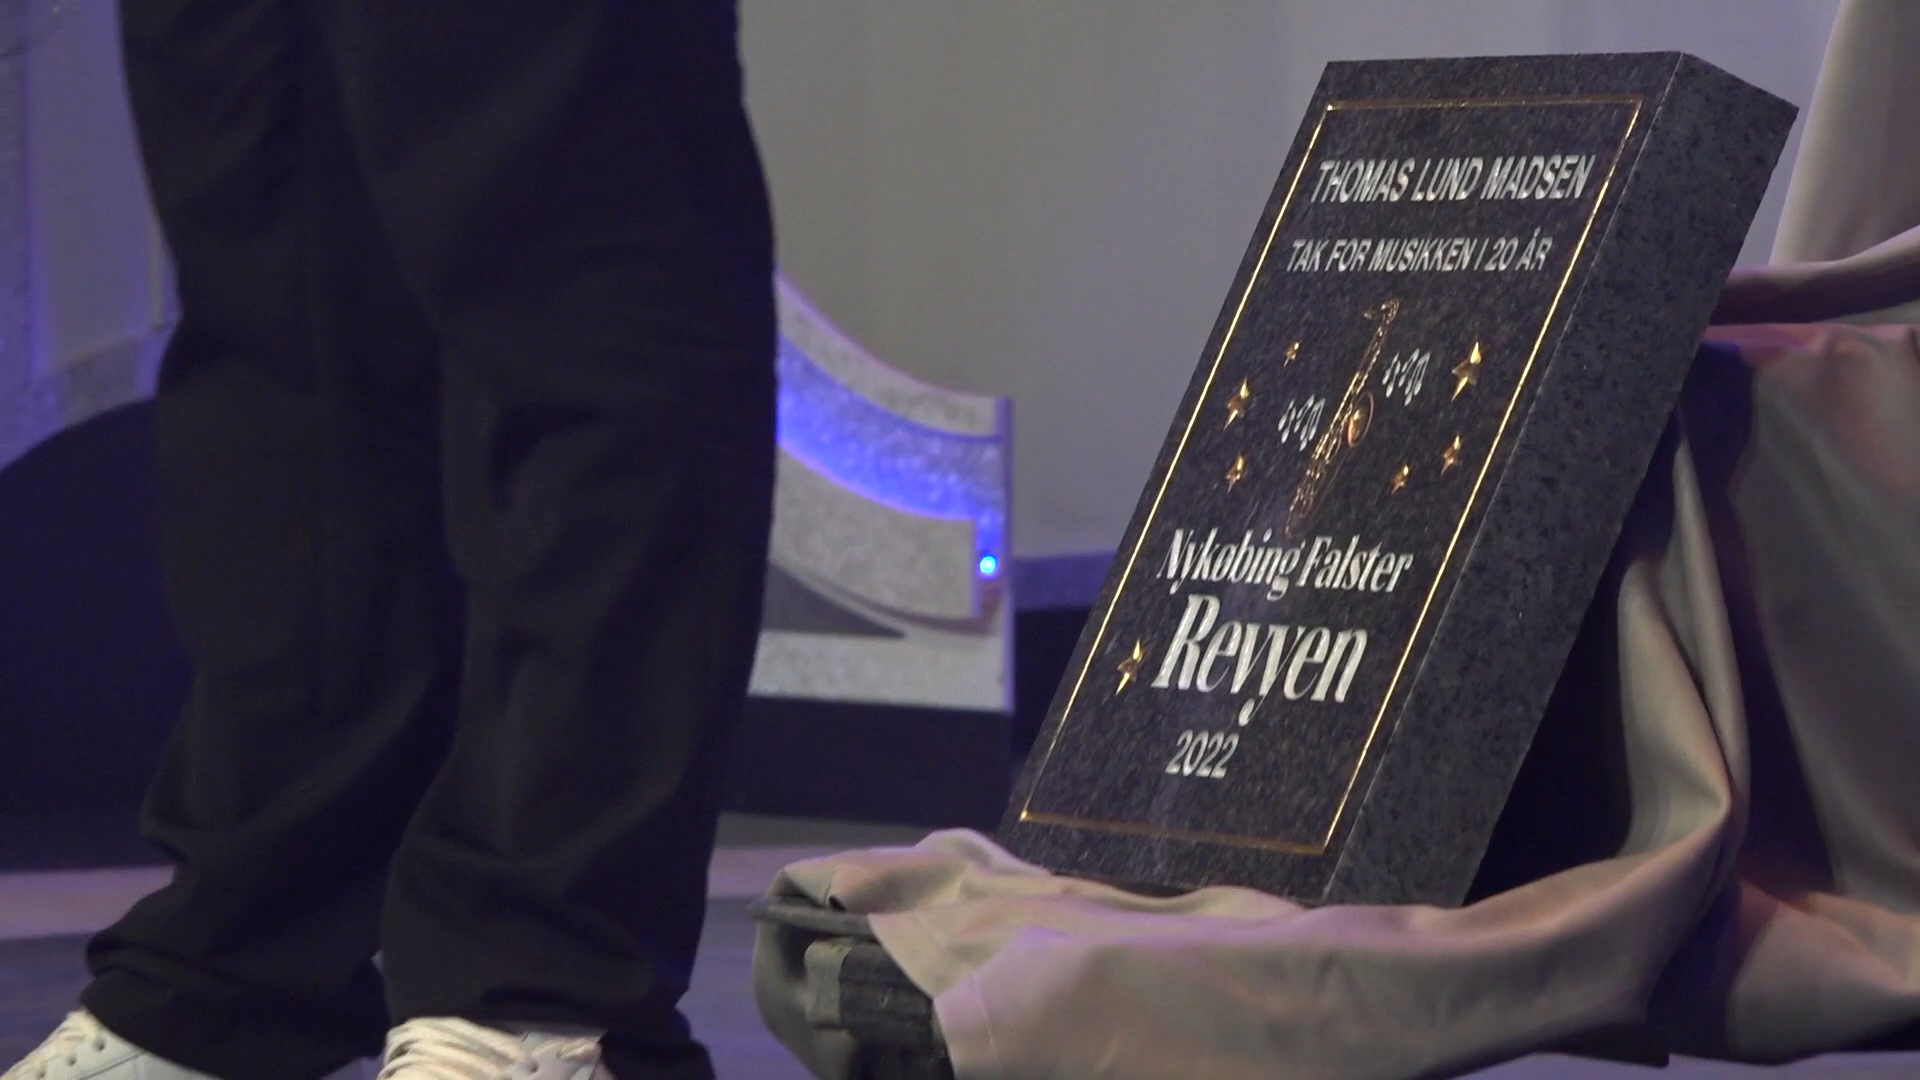 THOMAS LUND MADSEN
TAK FOR MUSIKKEN I 20 ÅR
Nykøbing Falster
Revyen
2022